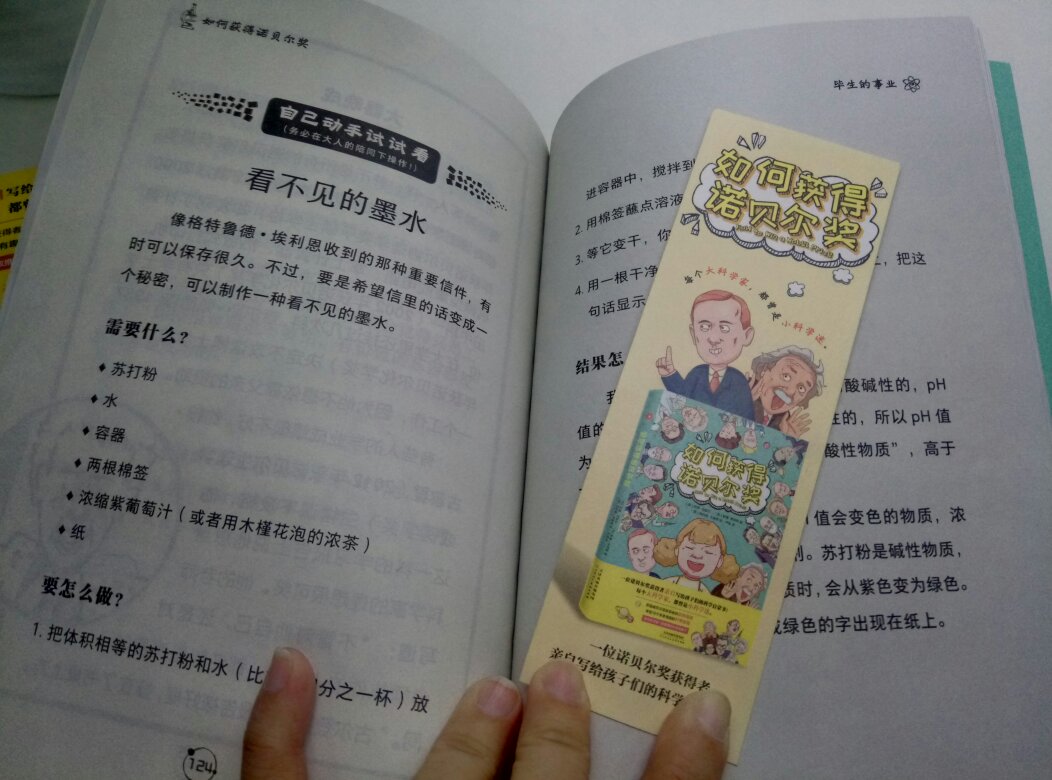 如何获得诺贝尔奖
自己动手试试看
（务必在大人的陪同下操作！）
看不见的墨水
像格特鲁德·埃利恩收到的那种重要信件，有
时可以保存很久。不过，要是希望信里的话变成一
个秘密，可以制作一种看不见的墨水。
需要什么？
◆ 苏打粉
◆ 水
◆ 容器
◆ 两根棉签
◆ 浓缩紫葡萄汁（或者用木槿花泡的浓茶）
◆ 纸
要怎么做？
1. 把体积相等的苏打粉和水（比 分之一杯）放
124
毕生的事业
进容器中，搅拌到
2. 用棉签蘸点溶液
3. 等它变干，你
4. 用一根干净 上，把这
句话显示
结果怎
酸碱性的，pH
值的 性的，所以 pH 值
为 酸性物质”，高于
值会变色的物质，浓
剂。苏打粉是碱性物质，
质时，会从紫色变为绿色。
绿色的字出现在纸上。
如何获得
诺贝尔奖
每个大科学家，都曾是小科学迷。
如何获得
诺贝尔奖
一位诺贝尔奖获得者
亲自写给孩子们的科学